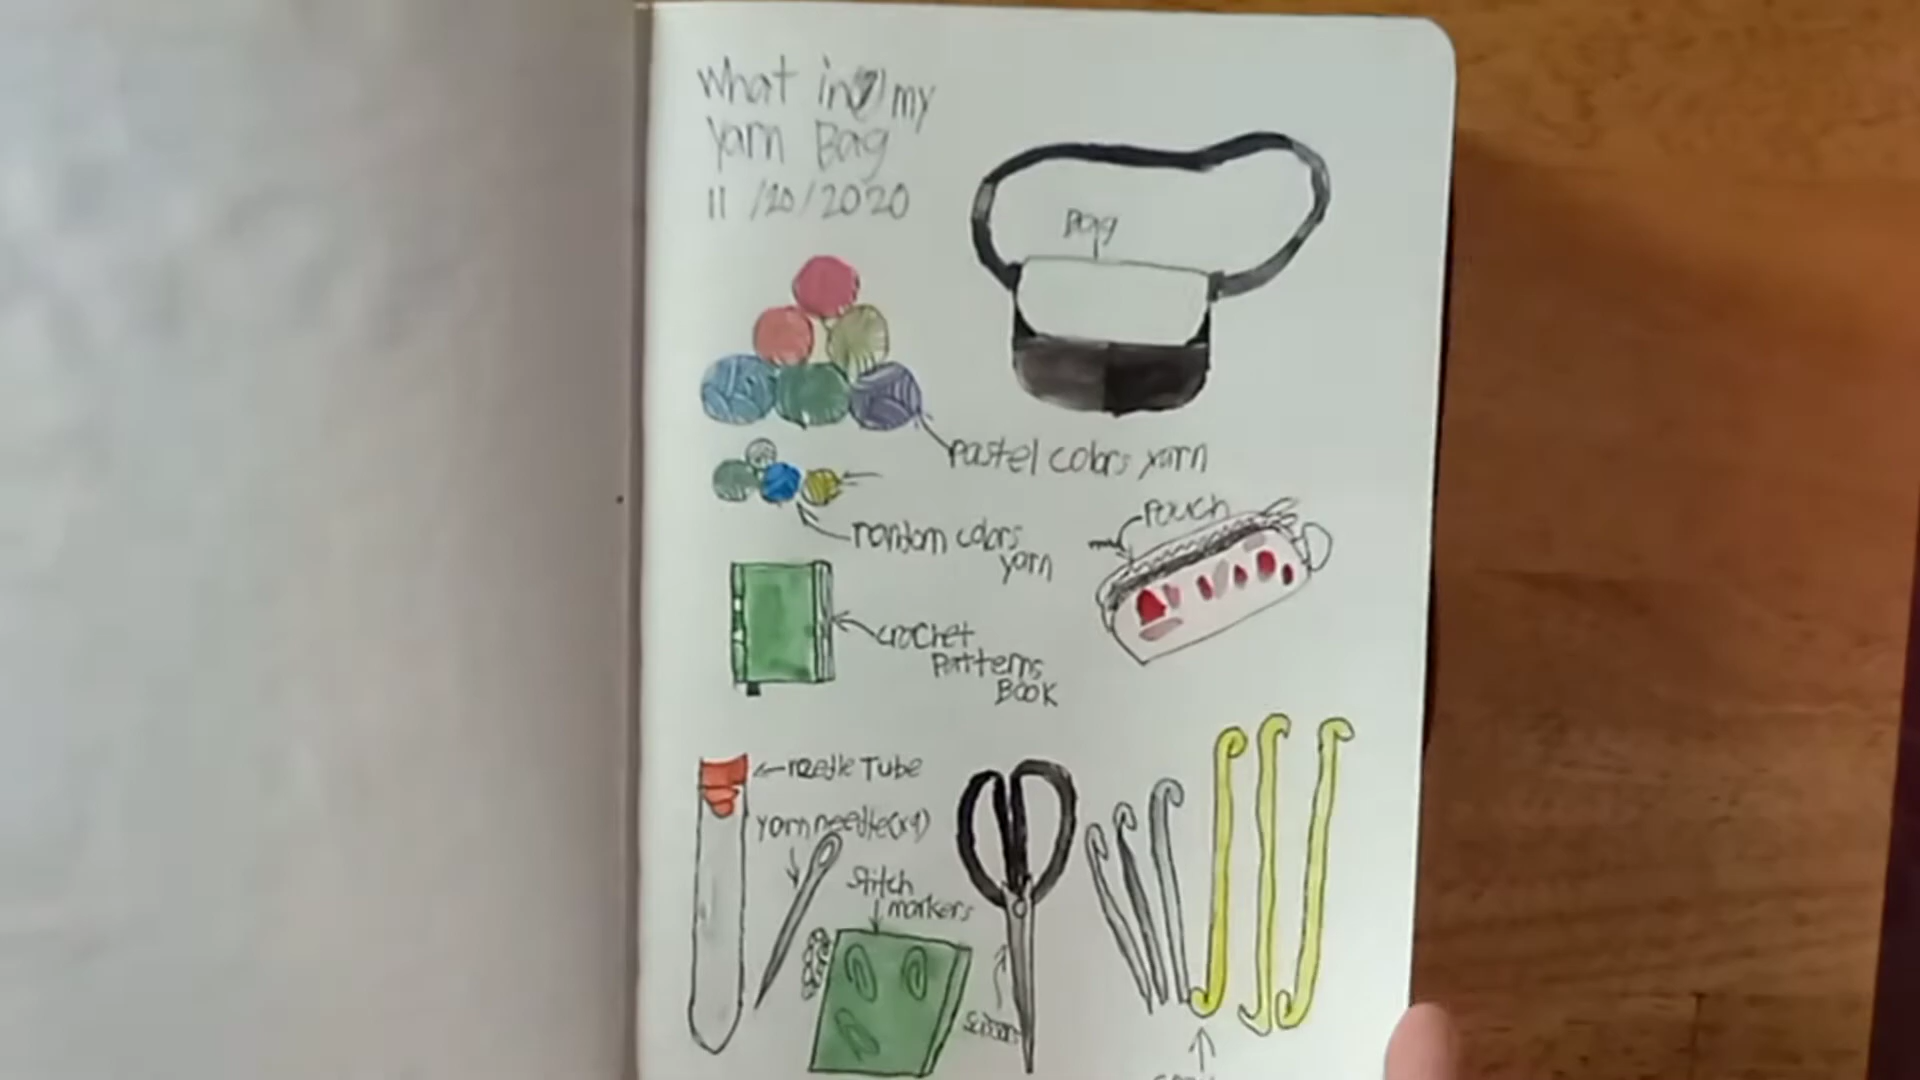 What in my
Yarn Bag
11/20/2020
Bag
pastel colors yarn
random colors
yarn
Pouch
crochet
Patterns
BOOK
needle Tube
yarn needle(x4)
Stitch
markers
Scissors